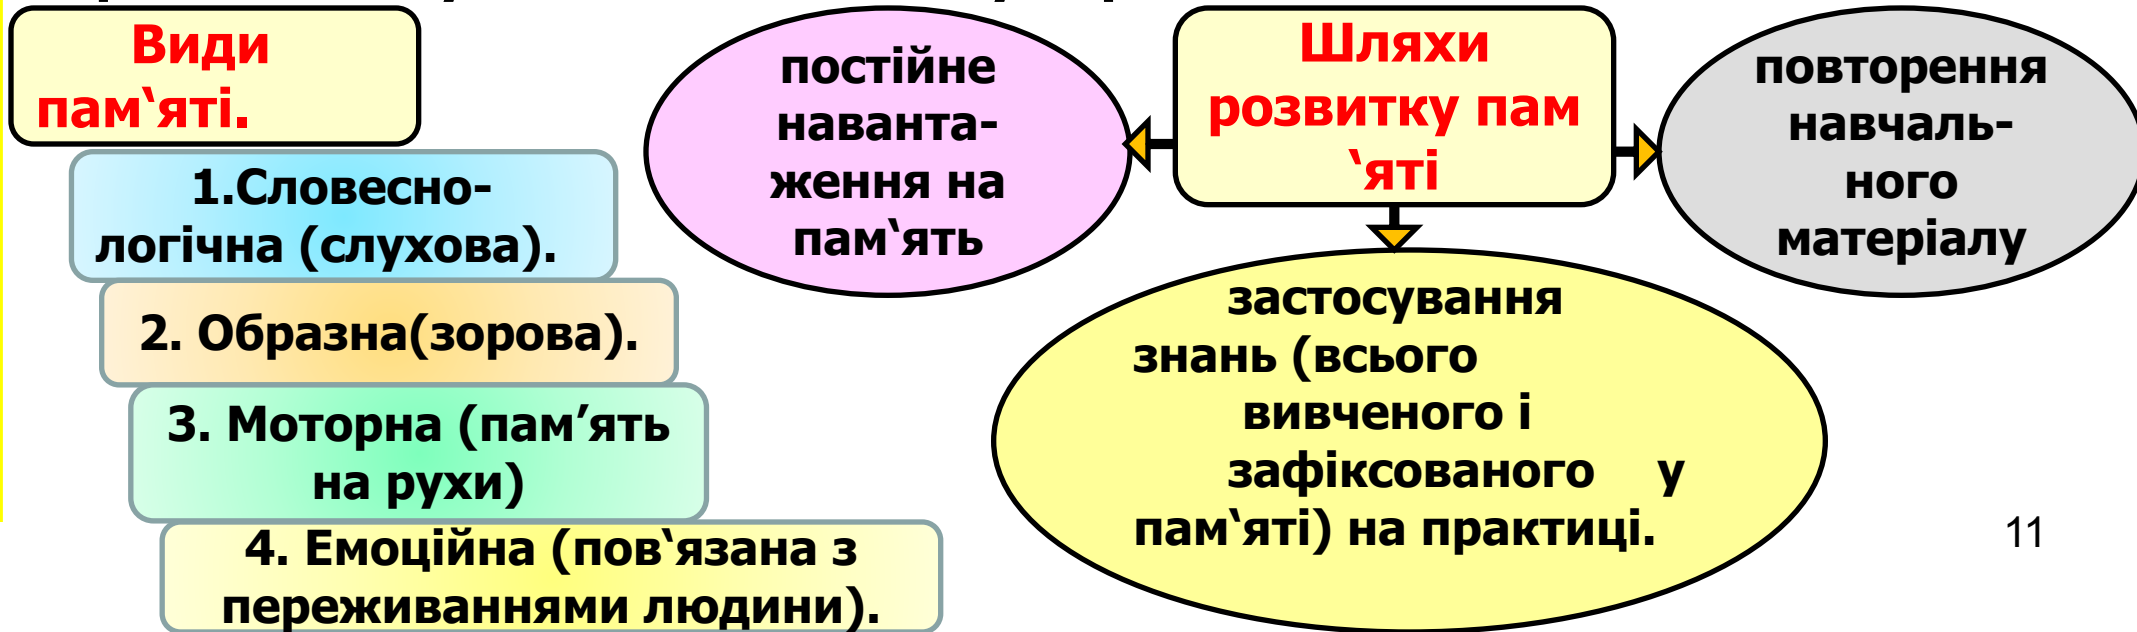 Види
пам‘яті.
1.Словесно-
логічна (слухова).
2. Образна(зорова).
3. Моторна (пам’ять
на рухи)
4. Емоційна (пов‘язана з
переживаннями людини).
постійне
наванта-
ження на
пам‘ять
Шляхи
розвитку пам
‘яті
повторення
навчаль-
ного
матеріалу
застосування
знань (всього
вивченого і
зафіксованого у
пам‘яті) на практиці.
11